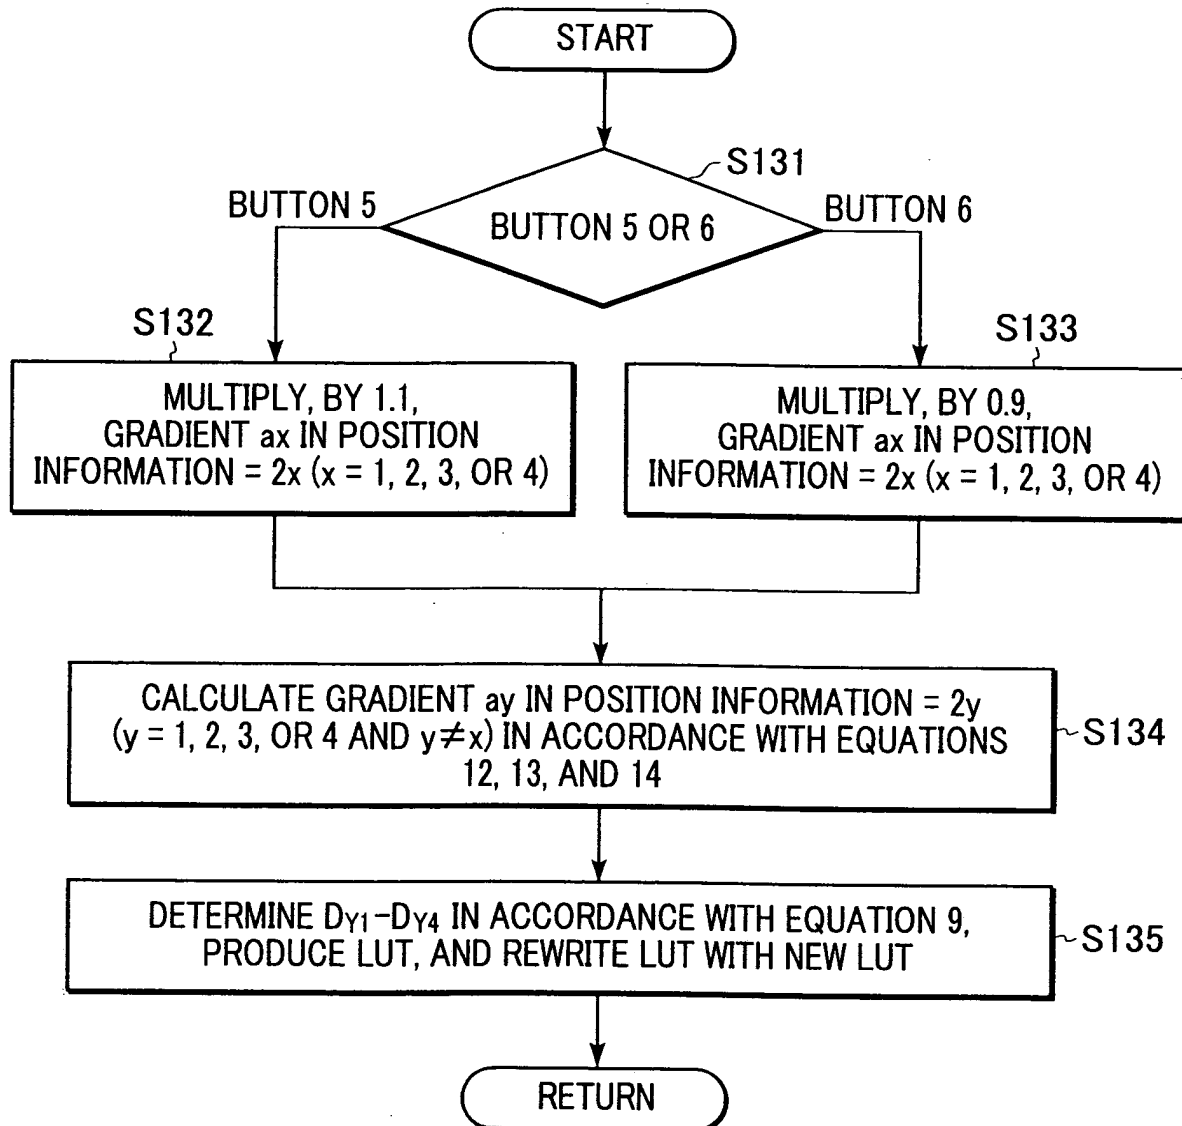 START
S131
BUTTON 5
BUTTON 5 OR 6
BUTTON 6
S132
MULTIPLY, BY 1.1,
GRADIENT ax IN POSITION
INFORMATION = 2x (x = 1, 2, 3, OR 4)
S133
MULTIPLY, BY 0.9,
GRADIENT ax IN POSITION
INFORMATION = 2x (x = 1, 2, 3, OR 4)
CALCULATE GRADIENT ay IN POSITION INFORMATION = 2y
(y = 1, 2, 3, OR 4 AND y≠x) IN ACCORDANCE WITH EQUATIONS
12, 13, AND 14
S134
DETERMINE DY1-DY4 IN ACCORDANCE WITH EQUATION 9,
PRODUCE LUT, AND REWRITE LUT WITH NEW LUT
S135
RETURN